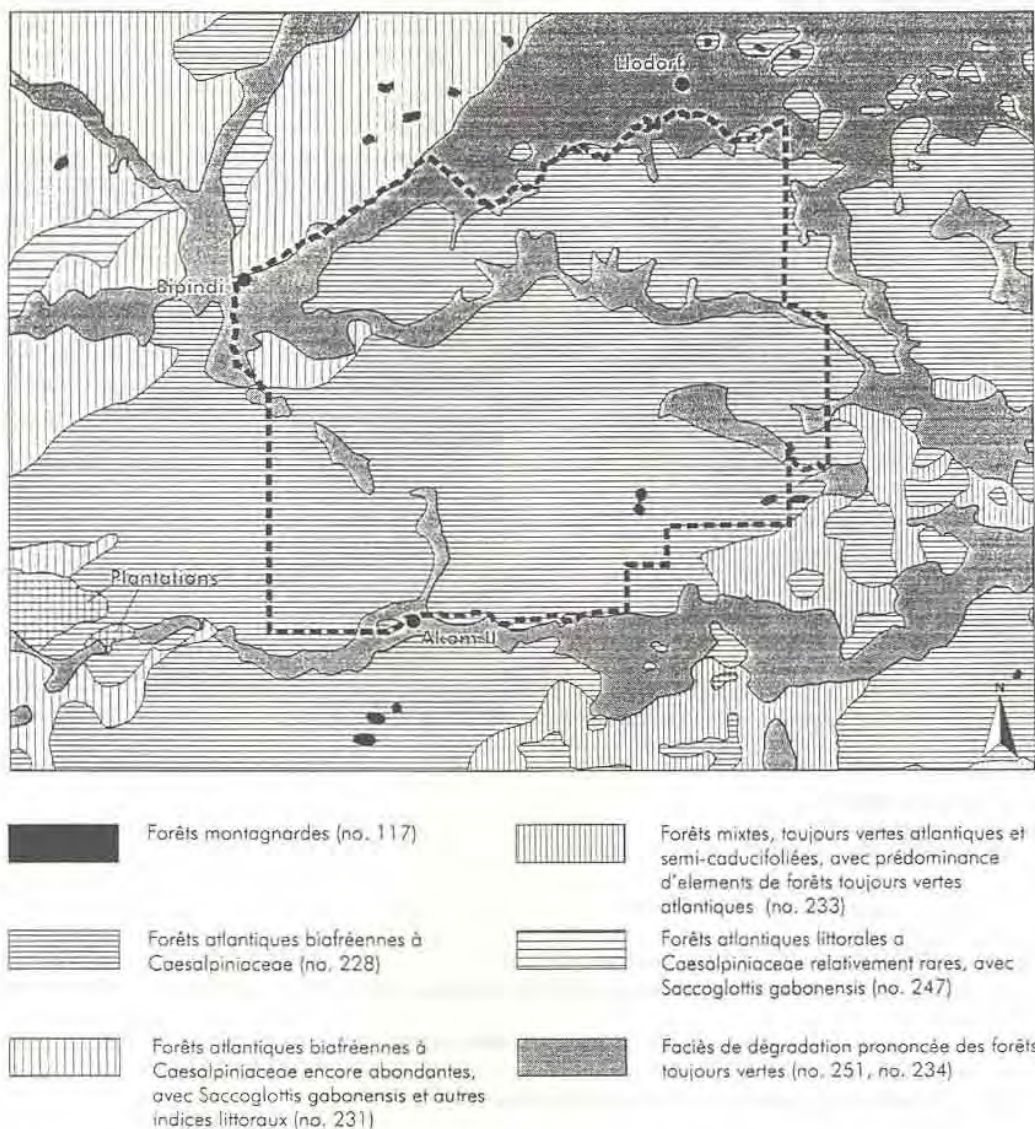 Llodorf
Bipindi
Plantations
Akom II
N
Forêts montagnardes (no. 117)
Forêts atlantiques biafréennes à
Caesalpiniaceae (no. 228)
Forêts atlantiques biafréennes à
Caesalpiniaceae encore abondantes,
avec Saccoglottis gabonensis et autres
indices littoraux (no. 231)
Forêts mixtes, toujours vertes atlantiques et
semi-caducifoliées, avec prédominance
d'elements de forêts toujours vertes
atlantiques (no. 233)
Forêts atlantiques littorales a
Caesalpiniaceae relativement rares, avec
Saccoglottis gabonensis (no. 247)
Faciès de dégradation prononcée des forêts
toujours vertes (no. 251, no. 234)